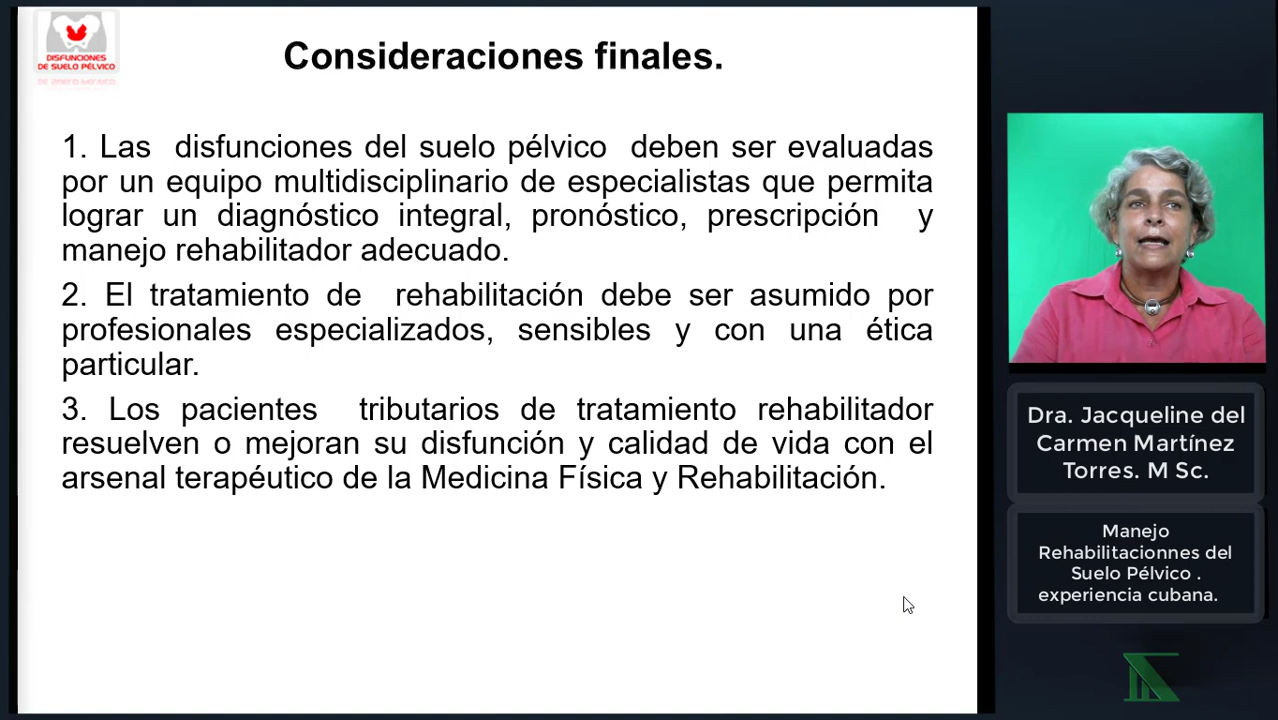 DISFUNCIONES
DE SUELO PÉLVICO
Consideraciones finales.
1. Las disfunciones del suelo pélvico deben ser evaluadas
por un equipo multidisciplinario de especialistas que permita
lograr un diagnóstico integral, pronóstico, prescripción y
manejo rehabilitador adecuado.
2. El tratamiento de rehabilitación debe ser asumido por
profesionales especializados, sensibles y con una ética
particular.
3. Los pacientes tributarios de tratamiento rehabilitador
resuelven o mejoran su disfunción y calidad de vida con el
arsenal terapéutico de la Medicina Física y Rehabilitación.
Dra. Jacqueline del
Carmen Martínez
Torres. M Sc.
Manejo
Rehabilitacionnes del
Suelo Pélvico .
experiencia cubana.